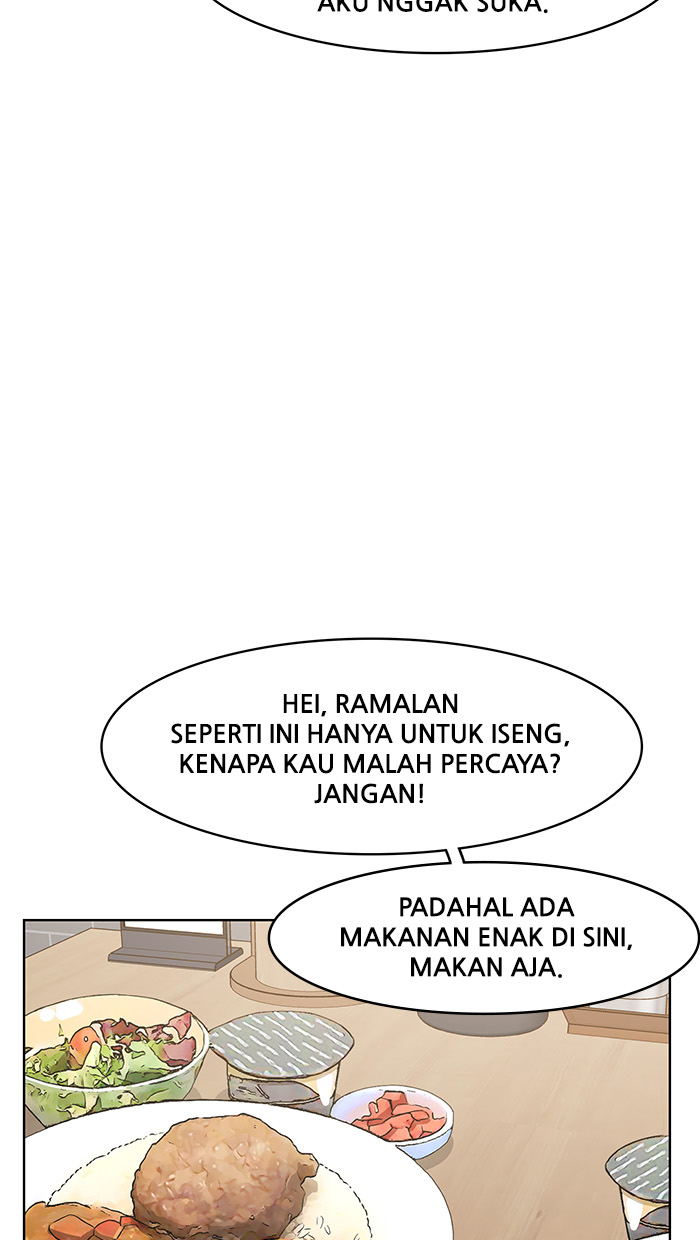 AKU NGGAK SUKA.
HEI, RAMALAN
SEPERTI INI HANYA UNTUK ISENG,
KENAPA KAU MALAH PERCAYA?
JANGAN!
PADAHAL ADA
MAKANAN ENAK DI SINI,
MAKAN AJA.